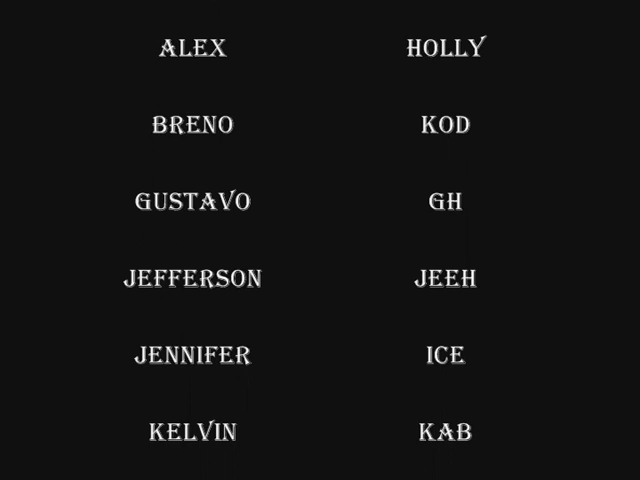 ALEX HOLLY
BRENO KOD
GUSTAVO GH
JEFFERSON JEEH
JENNIFER ICE
KELVIN KAB